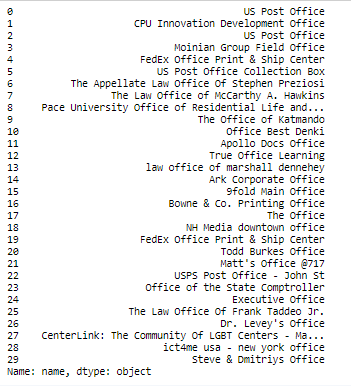 0 US Post Office
1 CPU Innovation Development Office
2 US Post Office
3 Moinian Group Field Office
4 FedEx Office Print & Ship Center
5 US Post Office Collection Box
6 The Appellate Law Office Of Stephen Preziosi
7 The Law Office of McCarthy A. Hawkins
8 Pace University Office of Residential Life and...
9 The Office of Katmando
10 Office Best Denki
11 Apollo Docs Office
12 True Office Learning
13 law office of marshall dennehey
14 Ark Corporate Office
15 9fold Main Office
16 Bowne & Co. Printing Office
17 The Office
18 NH Media downtown office
19 FedEx Office Print & Ship Center
20 Todd Burkes Office
21 Matt's Office @717
22 USPS Post Office - John St
23 Office of the State Comptroller
24 Executive Office
25 The Law Office Of Frank Taddeo Jr.
26 Dr. Levey's Office
27 CenterLink: The Community Of LGBT Centers - Ma...
28 ict4me usa - new york office
29 Steve & Dmitriys Office
Name: name, dtype: object